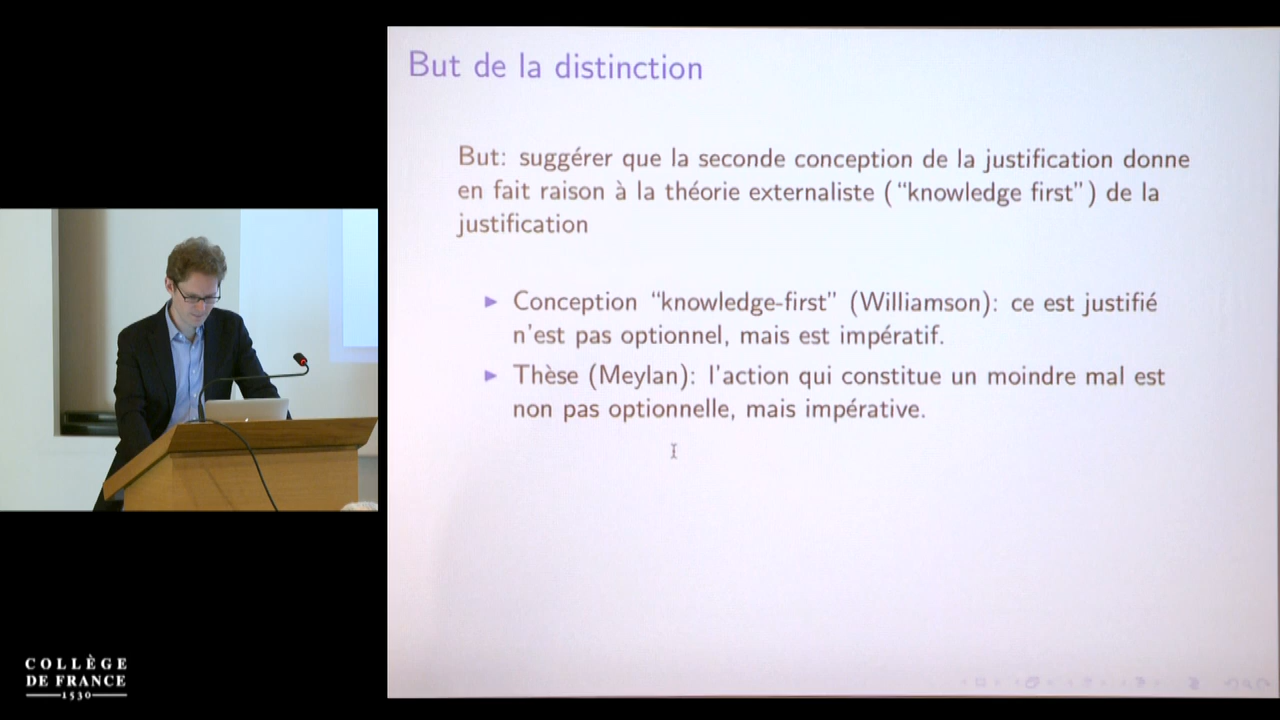 But de la distinction
But: suggérer que la seconde conception de la justification donne
en fait raison à la théorie externaliste (“knowledge first”) de la
justification
Conception “knowledge-first” (Williamson): ce est justifié
n'est pas optionnel, mais est impératif.
Thèse (Meylan): l'action qui constitue un moindre mal est
non pas optionnelle, mais impérative.
COLLÈGE
DE FRANCE
1530